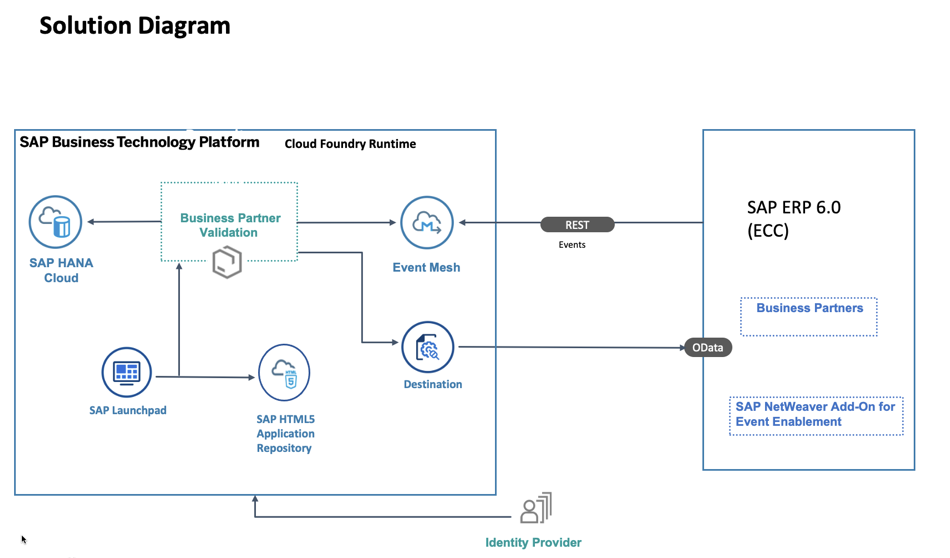 Solution Diagram
SAP Business Technology Platform
Cloud Foundry Runtime
Business Partner
Validation
SAP HANA
Cloud
Event Mesh
REST
Events
SAP ERP 6.0
(ECC)
Business Partners
OData
Destination
SAP Launchpad
HTML
5
SAP HTML5
Application
Repository
SAP NetWeaver Add-On for
Event Enablement
Identity Provider